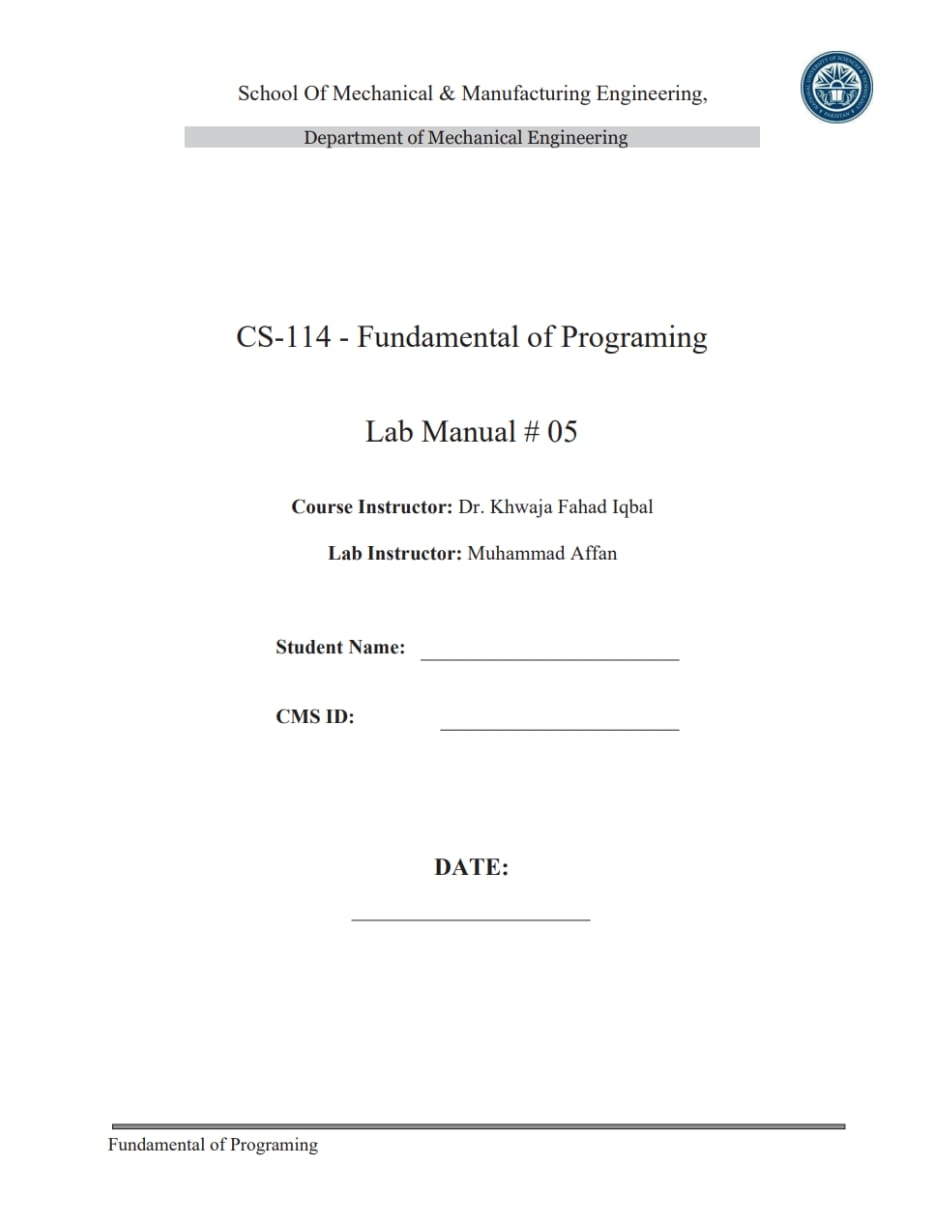 School Of Mechanical & Manufacturing Engineering,
Department of Mechanical Engineering
CS-114 - Fundamental of Programing
Lab Manual # 05
Course Instructor: Dr. Khwaja Fahad Iqbal
Lab Instructor: Muhammad Affan
Student Name:
CMS ID:
DATE:
Fundamental of Programing